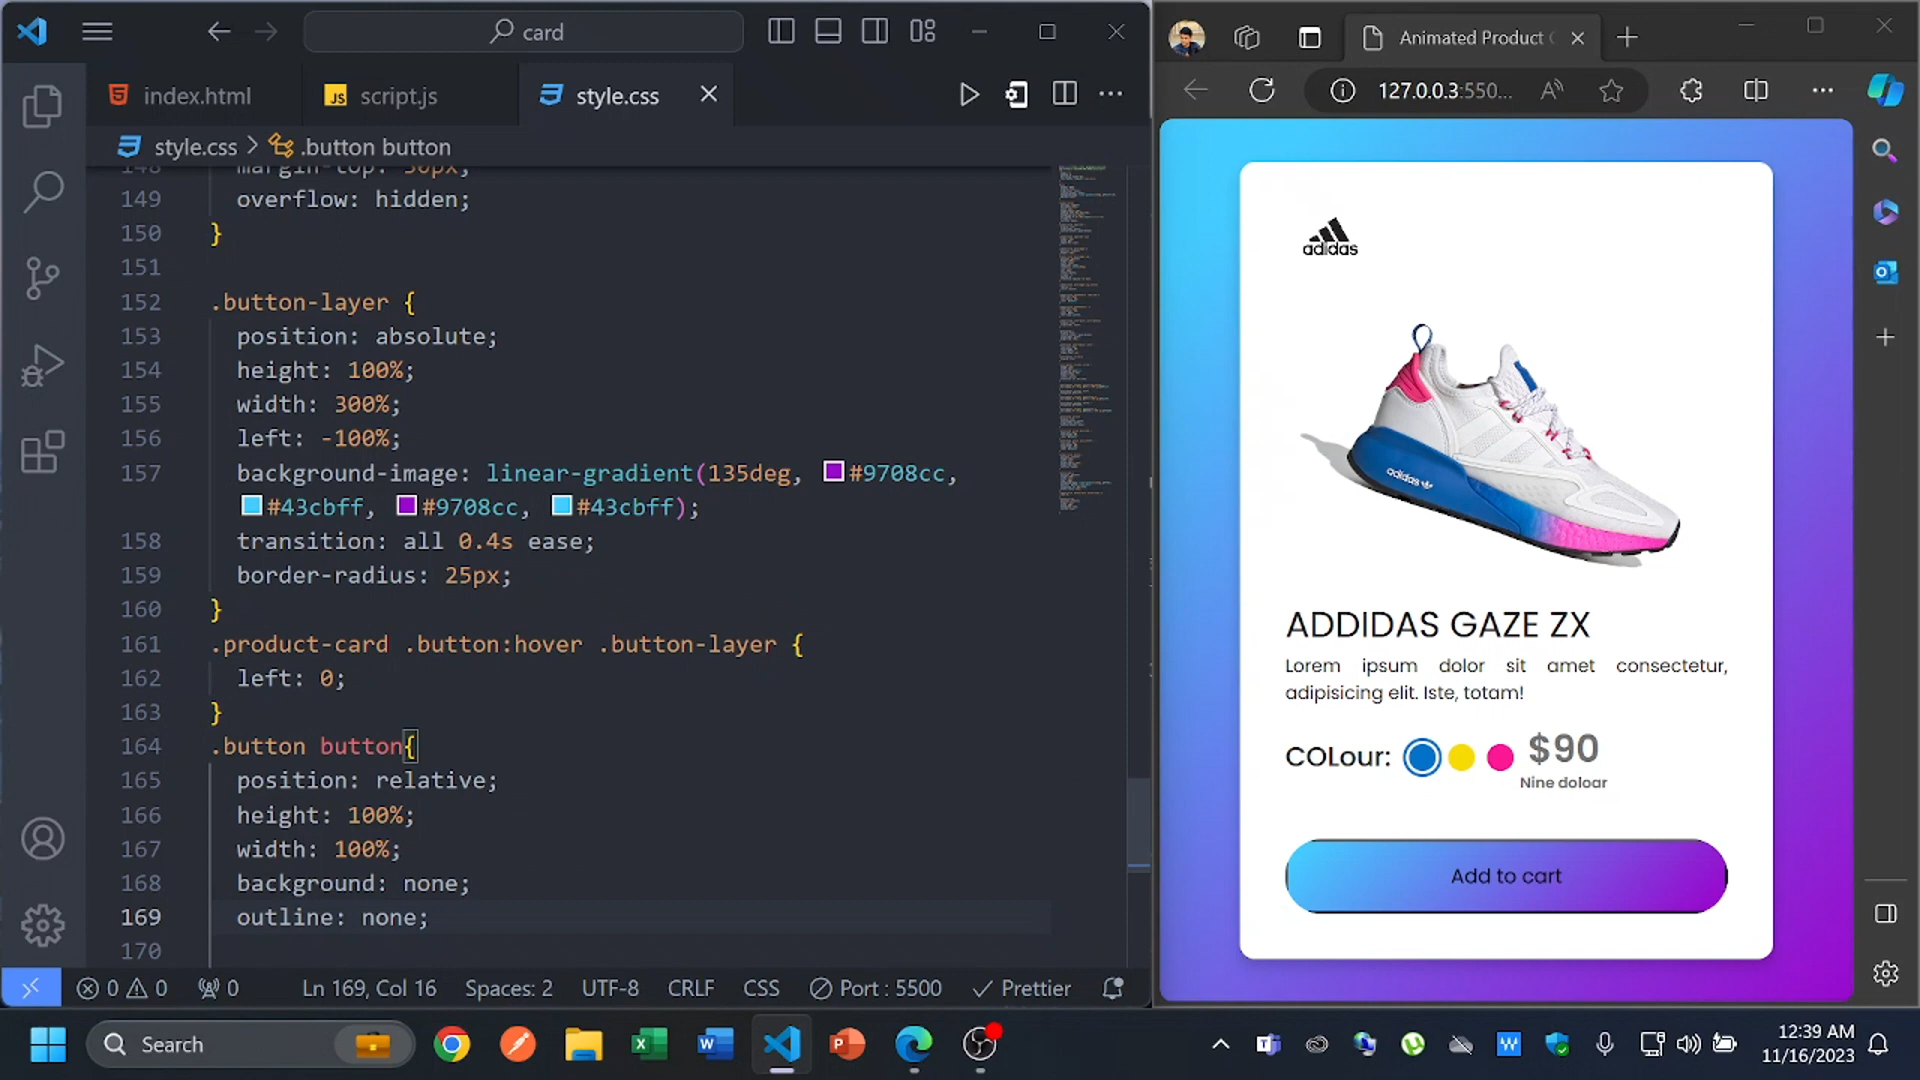 card
index.html
JS script.js
style.css
style.css > .button button
148 margin-top: 50px;
149 overflow: hidden;
150 }
151
152 .button-layer {
153 position: absolute;
154 height: 100%;
155 width: 300%;
156 left: -100%;
157 background-image: linear-gradient(135deg, #9708cc,
#43cbff, #9708cc, #43cbff);
158 transition: all 0.4s ease;
159 border-radius: 25px;
160 }
161 .product-card .button:hover .button-layer {
162 left: 0;
163 }
164 .button button{
165 position: relative;
166 height: 100%;
167 width: 100%;
168 background: none;
169 outline: none;
170
0 0 0 Ln 169, Col 16 Spaces: 2 UTF-8 CRLF CSS Port : 5500 Prettier
Animated Product
127.0.0.3:550...
adidas
adidas
ADDIDAS GAZE ZX
Lorem ipsum dolor sit amet consectetur,
adipisicing elit. Iste, totam!
COLour:
$90
Nine doloar
Add to cart
Search
12:39 AM
11/16/2023